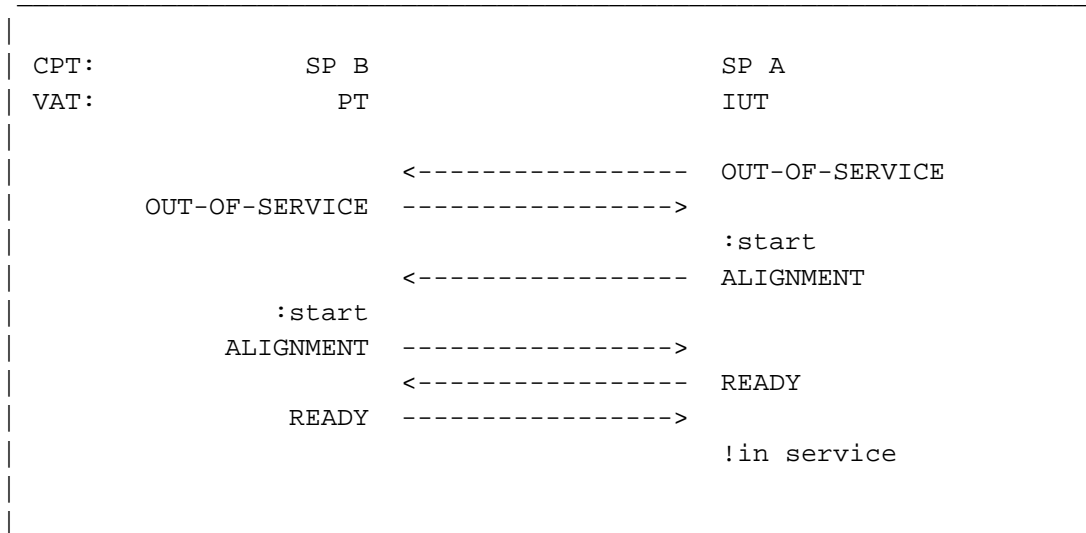 CPT: SP B SP A
VAT: PT IUT
<----------------- OUT-OF-SERVICE
OUT-OF-SERVICE ----------------->
:start
<----------------- ALIGNMENT
:start
ALIGNMENT ----------------->
<----------------- READY
READY ----------------->
!in service